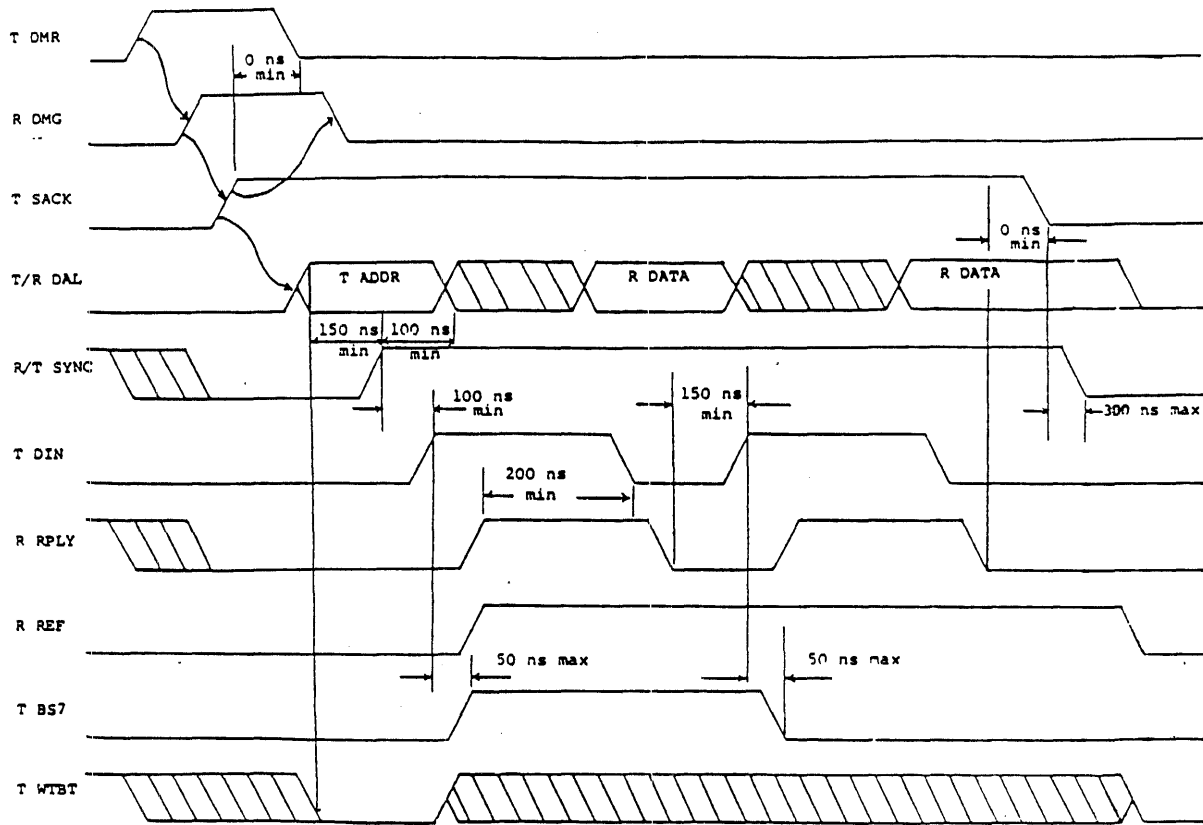 T DMR
0 ns
min
R DMG
T SACK
0 ns
min
T/R DAL
T ADDR
R DATA
R DATA
150 ns
min
100 ns
min
R/T SYNC
100 ns
min
150 ns
min
300 ns max
T DIN
200 ns
min
R RPLY
R REF
50 ns max
50 ns max
T BS7
T WTBT